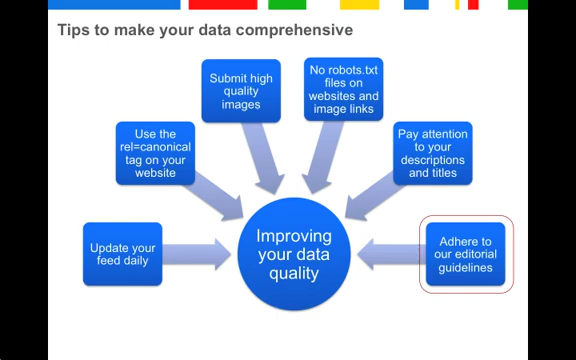 Tips to make your data comprehensive
Update your
feed daily
Use the
rel=canonical
tag on your
website
Submit high
quality
images
No robots.txt
files on
websites and
image links
Pay attention
to your
descriptions
and titles
Adhere to
our editorial
guidelines
Improving
your data
quality